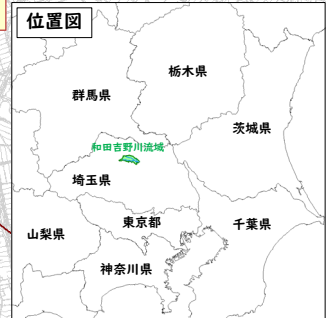 位置図
栃木県
群馬県
茨城県
和田吉野川流域
埼玉県
東京都
千葉県
山梨県
神奈川県